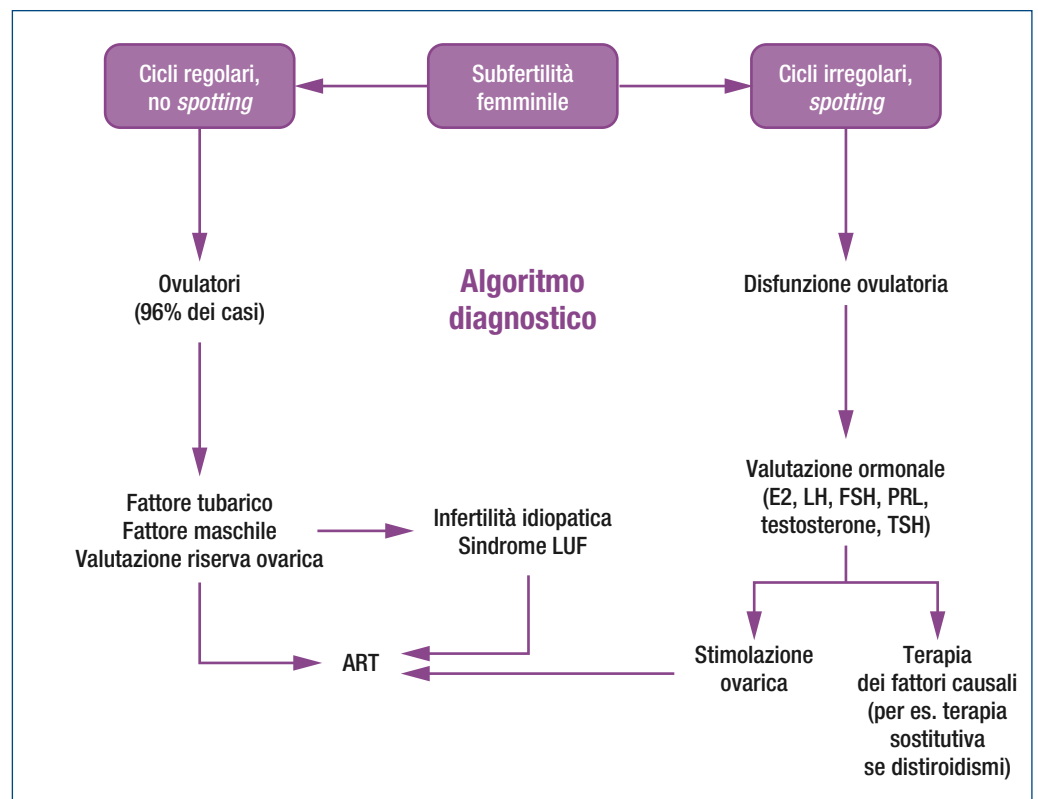 Cicli regolari,
no spotting
Subfertilità
femminile
Cicli irregolari,
spotting
Ovulatori
(96% dei casi)
Algoritmo
diagnostico
Disfunzione ovulatoria
Fattore tubarico
Fattore maschile
Valutazione riserva ovarica
Infertilità idiopatica
Sindrome LUF
Valutazione ormonale
(E2, LH, FSH, PRL,
testosterone, TSH)
ART
Stimolazione
ovarica
Terapia
dei fattori causali
(per es. terapia
sostitutiva
se distiroidismi)